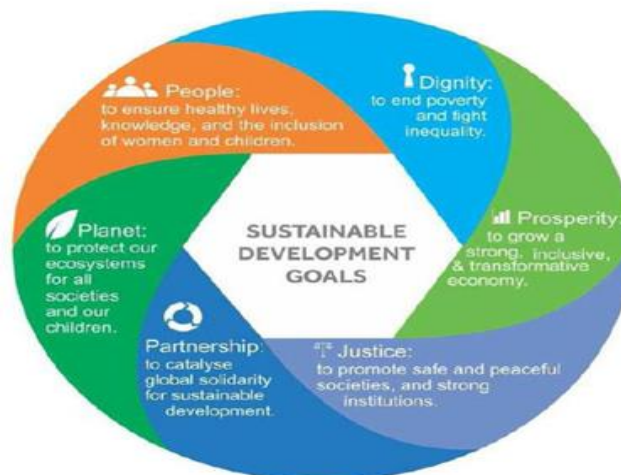 People:
to ensure healthy lives,
knowledge, and the inclusion
of women and children.
Dignity:
to end poverty
and fight
inequality.
Prosperity:
to grow a
strong, inclusive,
& transformative
economy.
Justice:
to promote safe and peaceful
societies, and strong
institutions.
Partnership:
to catalyse
global solidarity
for sustainable
development.
Planet:
to protect our
ecosystems
for all
societies
and our
children.
SUSTAINABLE
DEVELOPMENT
GOALS